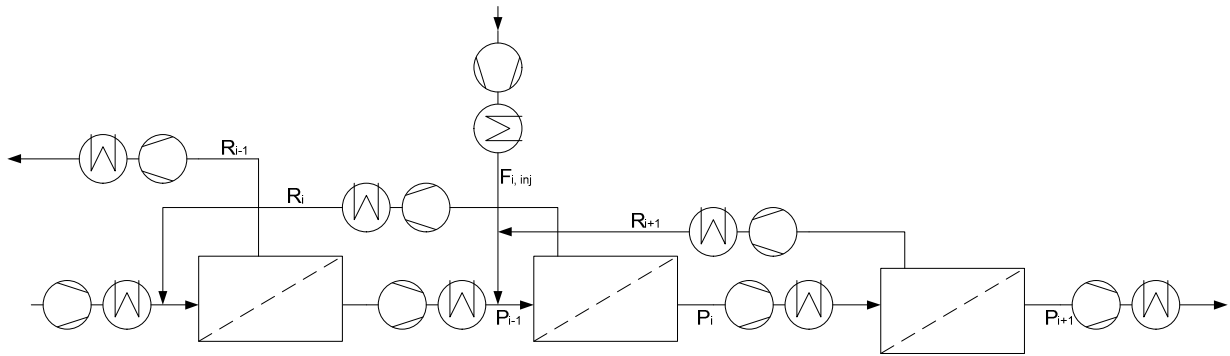 R_{i-1}
F_{i, inj}
R_i
R_{i+1}
P_{i-1}
P_i
P_{i+1}